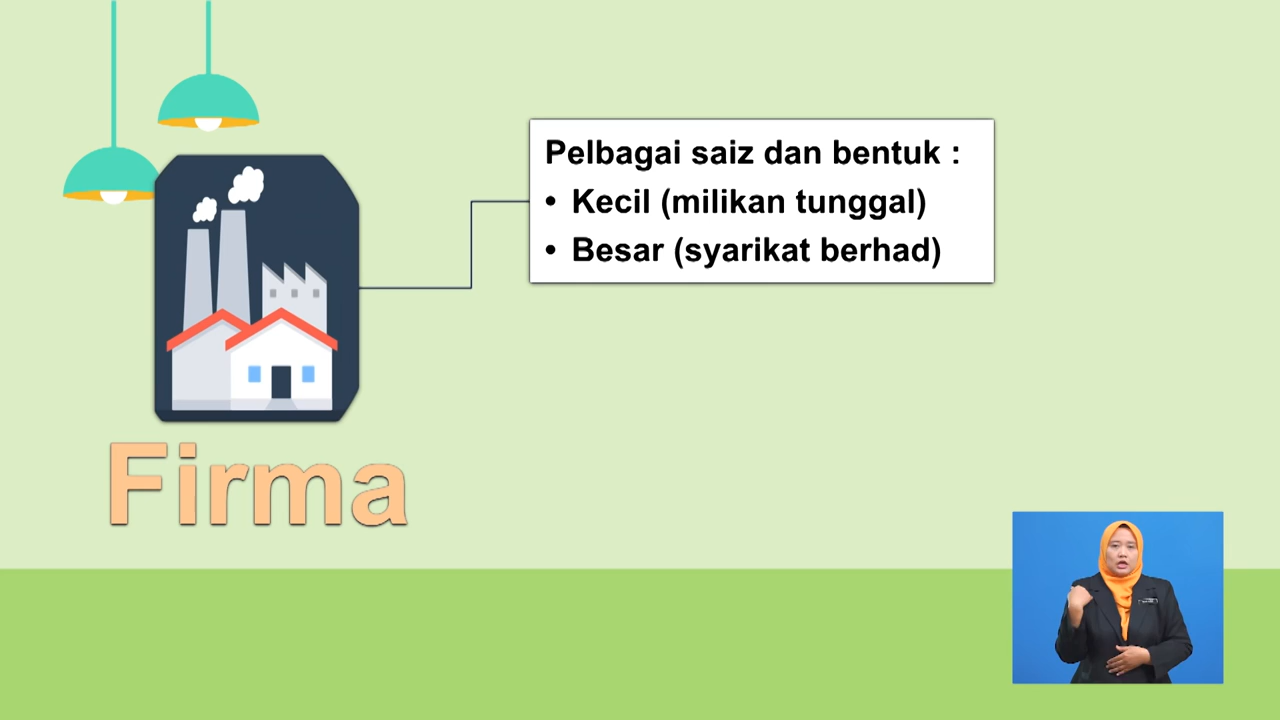 Pelbagai saiz dan bentuk :
• Kecil (milikan tunggal)
• Besar (syarikat berhad)
Firma